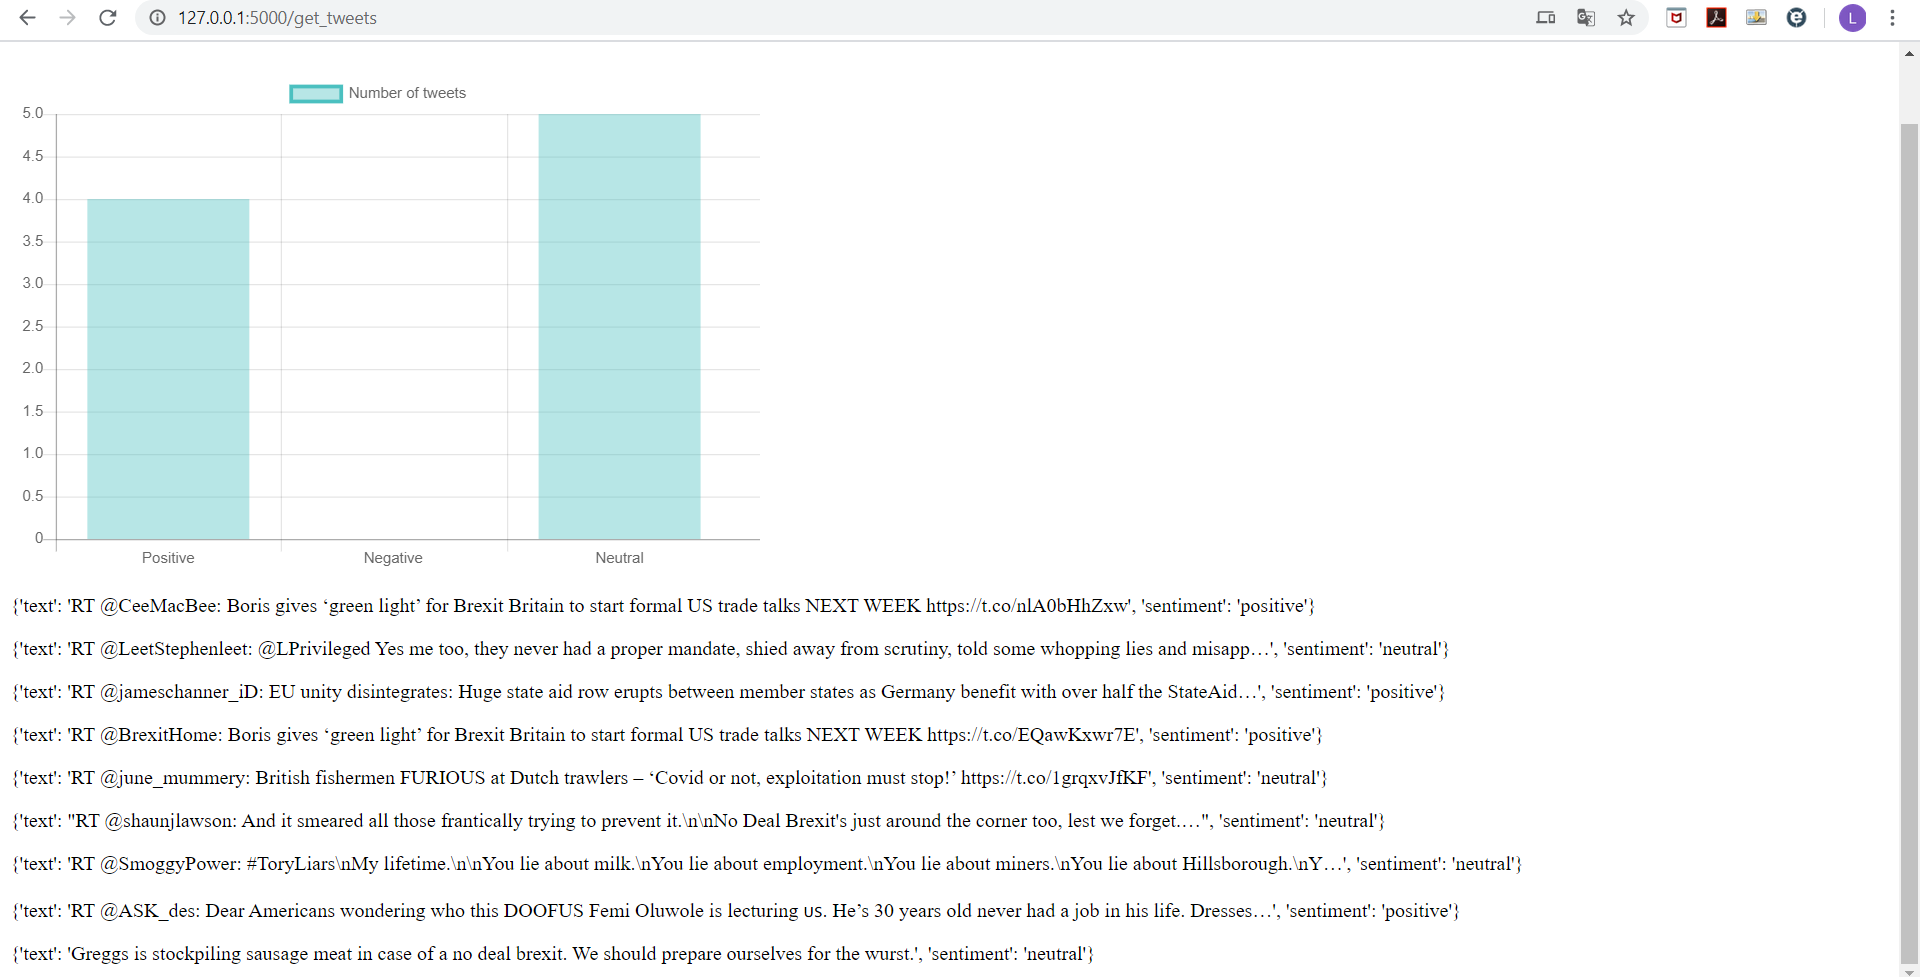 127.0.0.1:5000/get_tweets
L
Number of tweets
5.0
4.5
4.0
3.5
3.0
2.5
2.0
1.5
1.0
0.5
0
Positive Negative Neutral
{'text': 'RT @CeeMacBee: Boris gives ‘green light’ for Brexit Britain to start formal US trade talks NEXT WEEK https://t.co/nlA0bHhZxw', 'sentiment': 'positive'}
{'text': 'RT @LeetStephenleet: @LPrivileged Yes me too, they never had a proper mandate, shied away from scrutiny, told some whopping lies and misapp…', 'sentiment': 'neutral'}
{'text': 'RT @jameschanner_iD: EU unity disintegrates: Huge state aid row erupts between member states as Germany benefit with over half the StateAid…', 'sentiment': 'positive'}
{'text': 'RT @BrexitHome: Boris gives ‘green light’ for Brexit Britain to start formal US trade talks NEXT WEEK https://t.co/EQawKxwr7E', 'sentiment': 'positive'}
{'text': 'RT @june_mummery: British fishermen FURIOUS at Dutch trawlers – ‘Covid or not, exploitation must stop!’ https://t.co/1grqxvJfKF', 'sentiment': 'neutral'}
{'text': "RT @shaunjlawson: And it smeared all those frantically trying to prevent it.\n\nNo Deal Brexit's just around the corner too, lest we forget.…", 'sentiment': 'neutral'}
{'text': 'RT @SmoggyPower: #ToryLiars\nMy lifetime.\n\nYou lie about milk.\nYou lie about employment.\nYou lie about miners.\nYou lie about Hillsborough.\nY…', 'sentiment': 'neutral'}
{'text': 'RT @ASK_des: Dear Americans wondering who this DOOFUS Femi Oluwole is lecturing ᴜs. He’s 30 years old never had a job in his life. Dresses…', 'sentiment': 'positive'}
{'text': 'Greggs is stockpiling sausage meat in case of a no deal brexit. We should prepare ourselves for the wurst.', 'sentiment': 'neutral'}